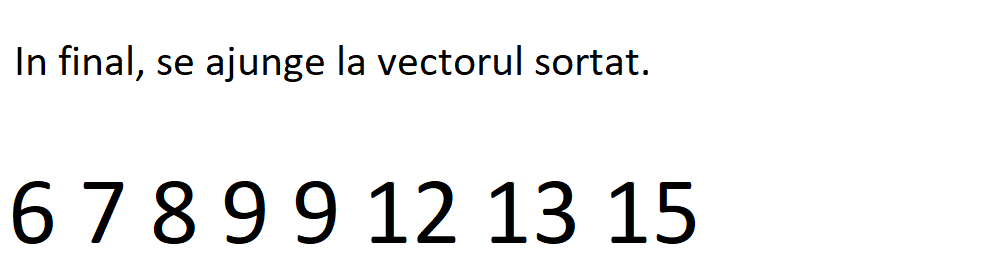 In final, se ajunge la vectorul sortat.
6 7 8 9 9 12 13 15